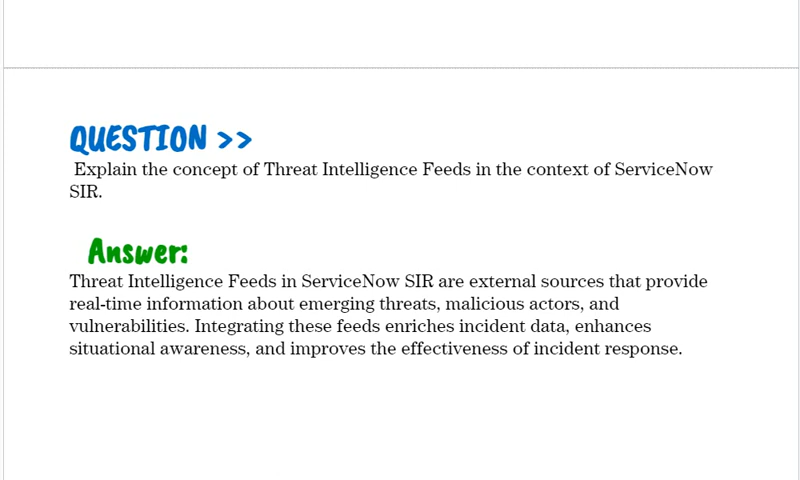 QUESTION >>
Explain the concept of Threat Intelligence Feeds in the context of ServiceNow
SIR.
Answer:
Threat Intelligence Feeds in ServiceNow SIR are external sources that provide
real-time information about emerging threats, malicious actors, and
vulnerabilities. Integrating these feeds enriches incident data, enhances
situational awareness, and improves the effectiveness of incident response.